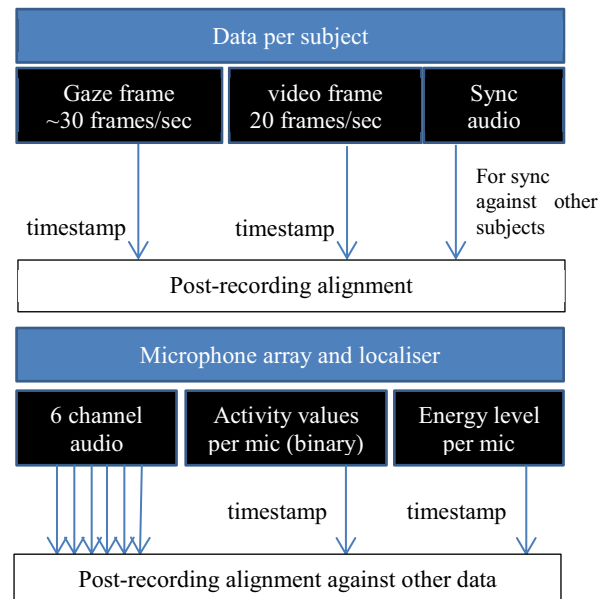 Data per subject
Gaze frame
~30 frames/sec
video frame
20 frames/sec
Sync
audio
timestamp
timestamp
For sync
against other
subjects
Post-recording alignment
Microphone array and localiser
6 channel
audio
Activity values
per mic (binary)
Energy level
per mic
timestamp
timestamp
Post-recording alignment against other data